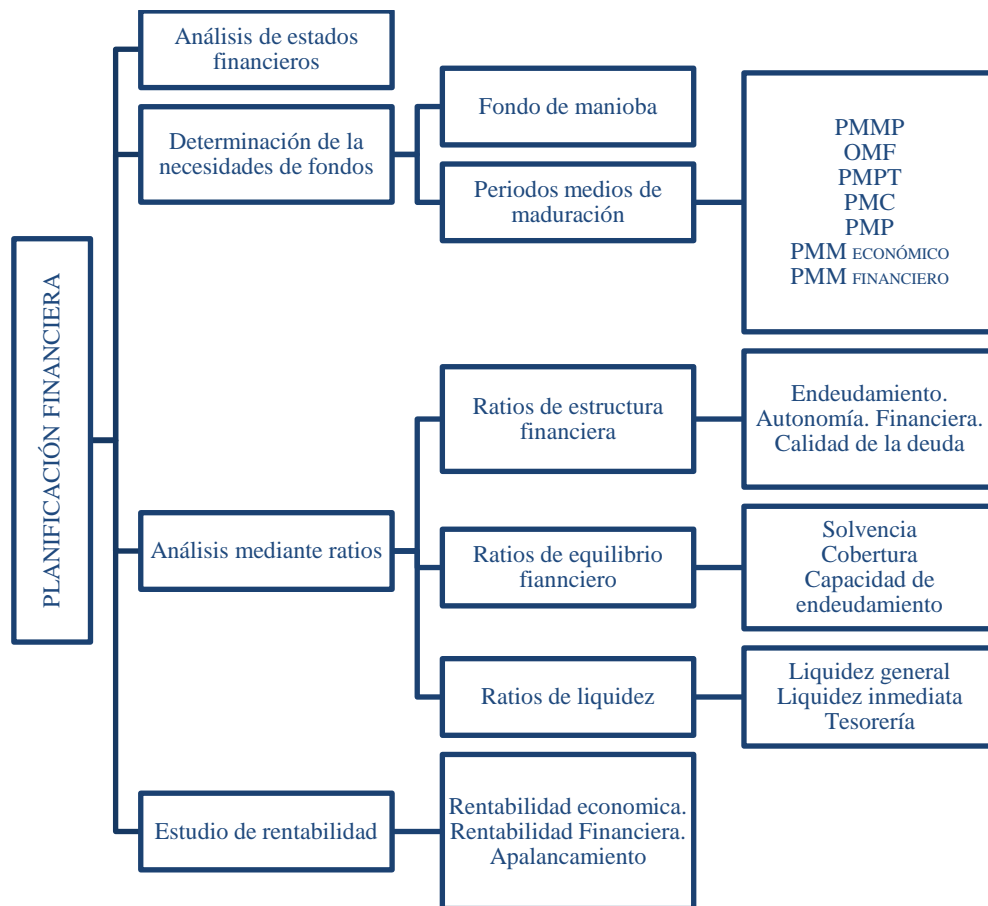 PLANIFICACIÓN FINANCIERA
Análisis de estados
financieros
Determinación de la
necesidades de fondos
Fondo de manioba
Periodos medios de
maduración
PMMP
OMF
PMPT
PMC
PMP
PMM ECONÓMICO
PMM FINANCIERO
Análisis mediante ratios
Ratios de estructura
financiera
Endeudamiento.
Autonomía. Financiera.
Calidad de la deuda
Ratios de equilibrio
fiannciero
Solvencia
Cobertura
Capacidad de
endeudamiento
Ratios de liquidez
Liquidez general
Liquidez inmediata
Tesorería
Estudio de rentabilidad
Rentabilidad economica.
Rentabilidad Financiera.
Apalancamiento